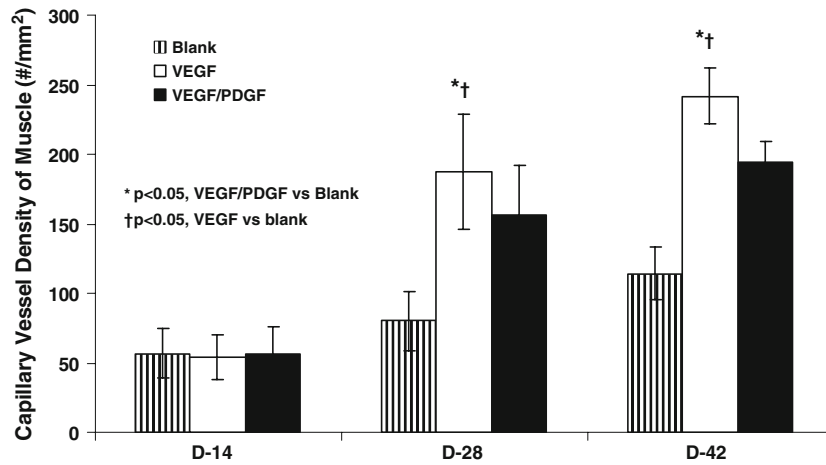 Capillary Vessel Density of Muscle (#/mm²)
300
250
200
150
100
50
0
Blank
VEGF
VEGF/PDGF
* p<0.05, VEGF/PDGF vs Blank
†p<0.05, VEGF vs blank
*†
*†
D-14
D-28
D-42